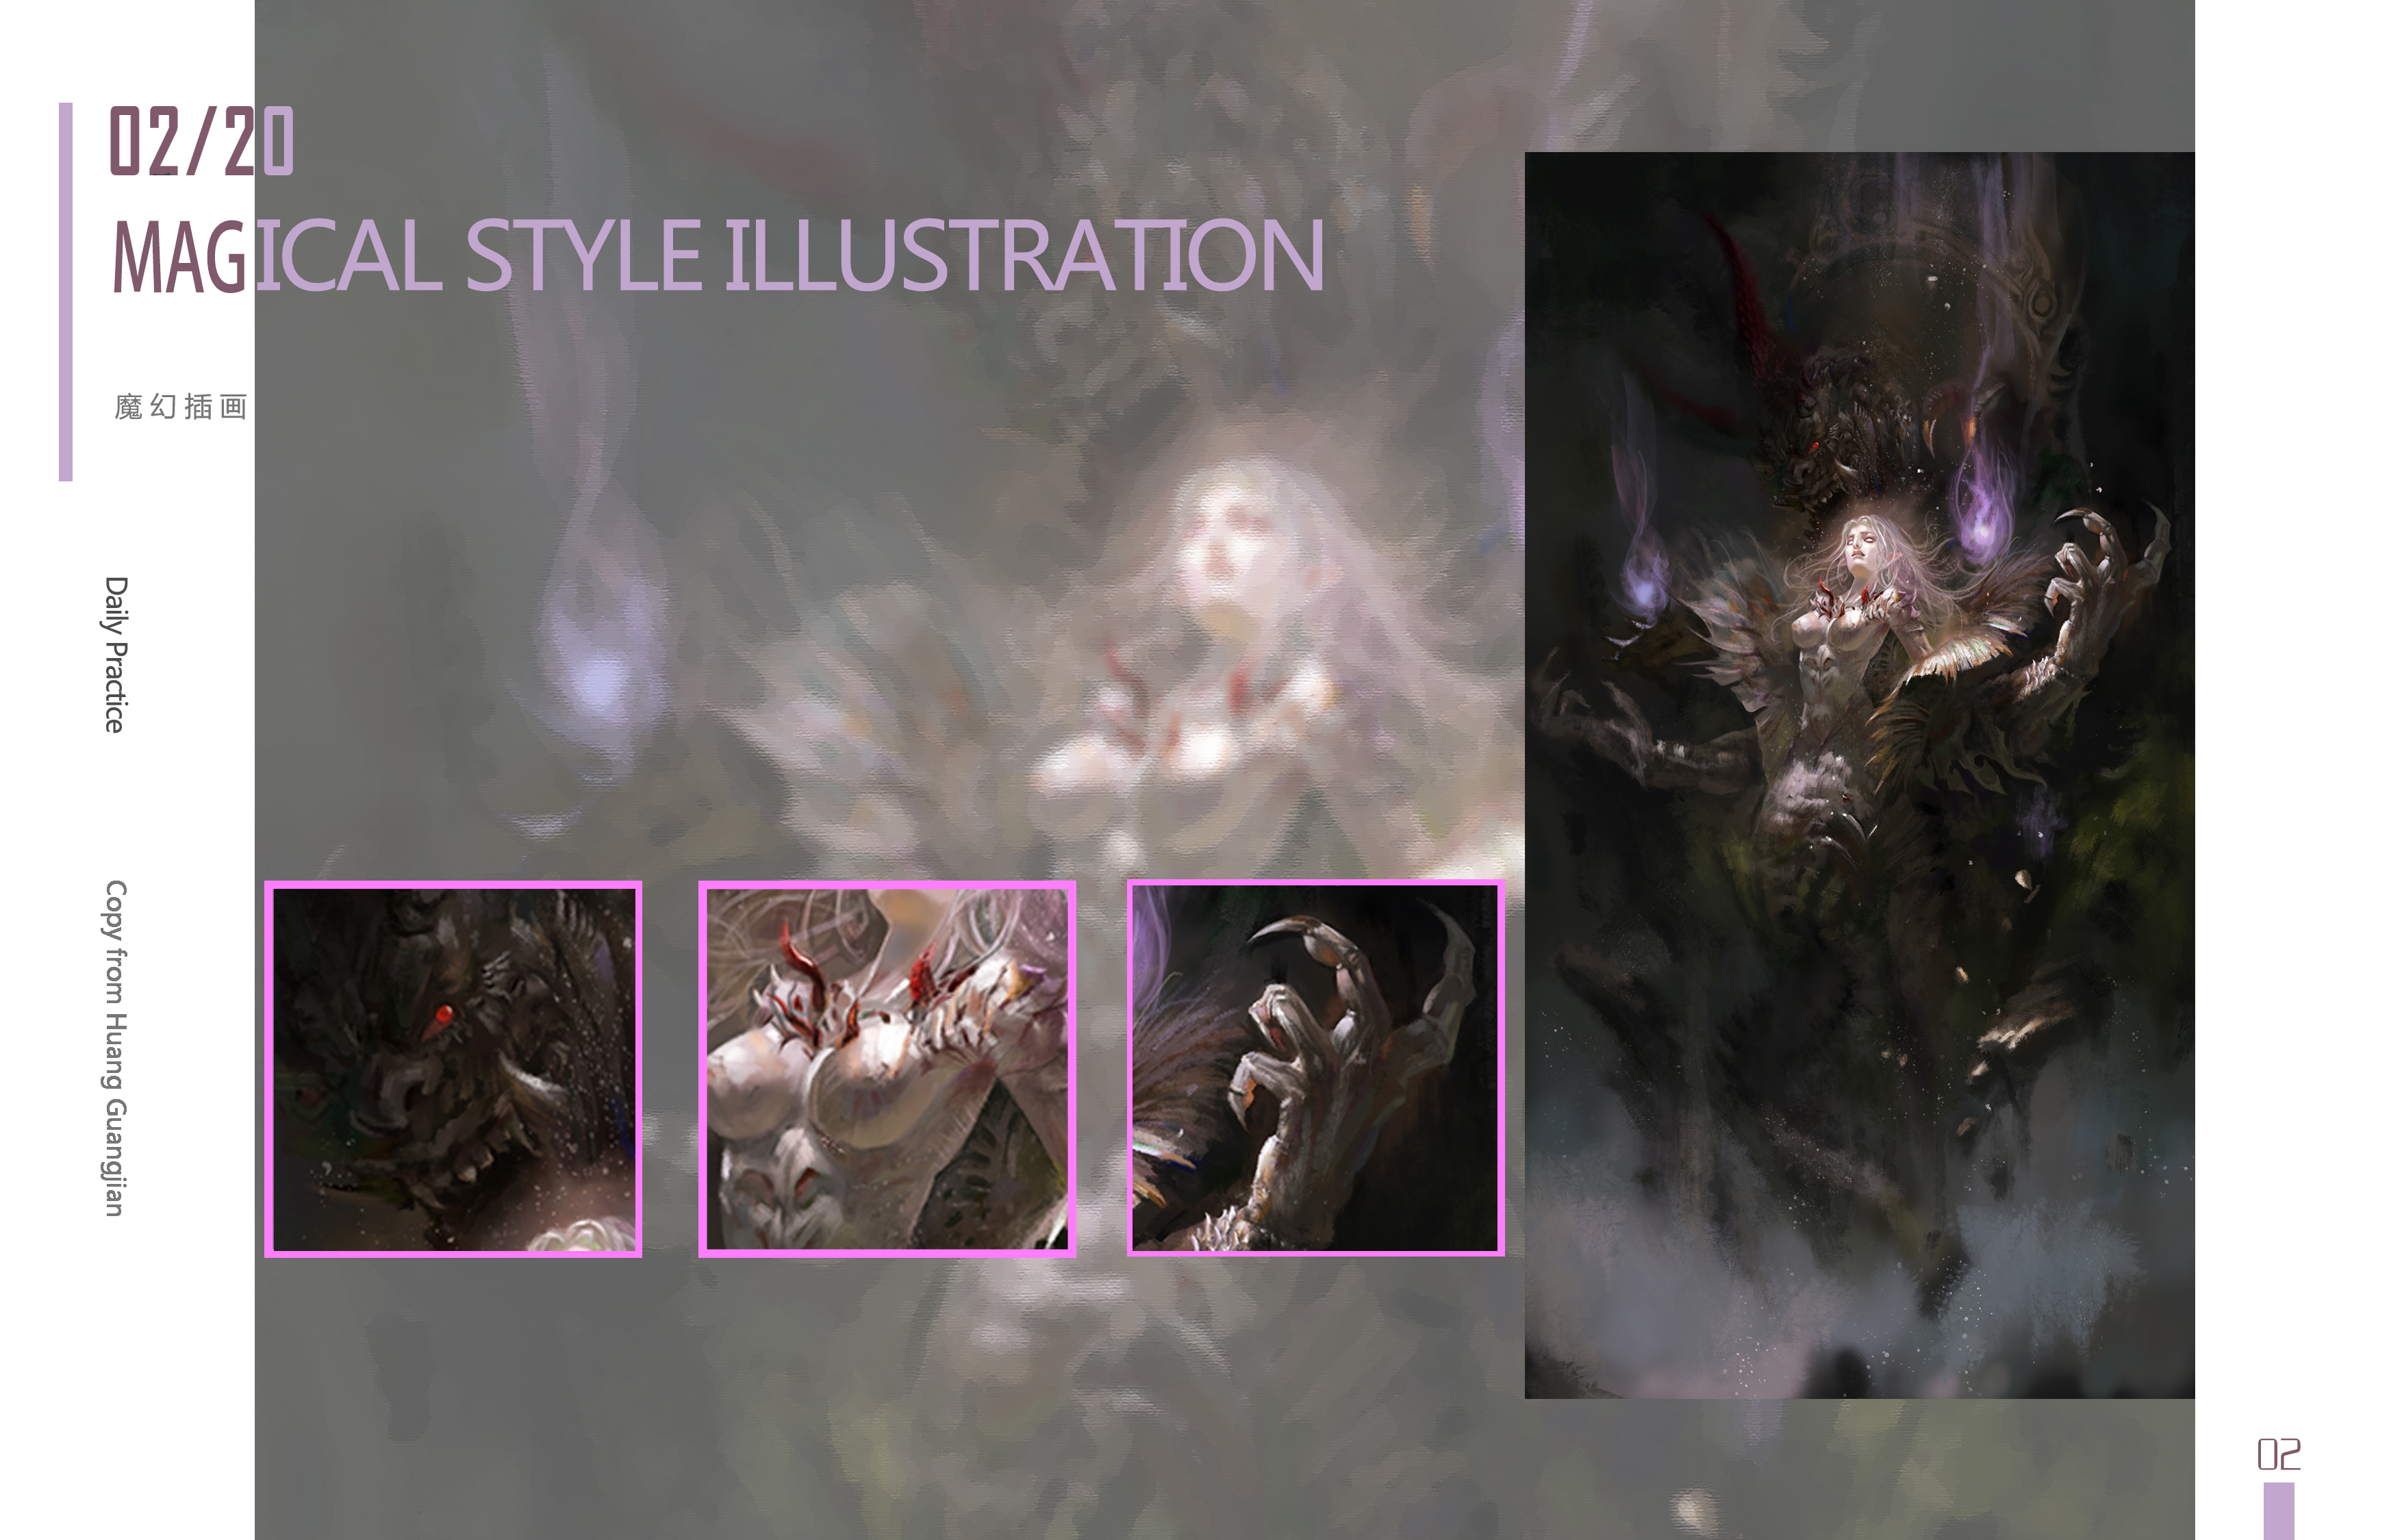 02/20
MAGICAL STYLE ILLUSTRATION
魔幻插画
Daily Practice
Copy from Huang Guangjian
02